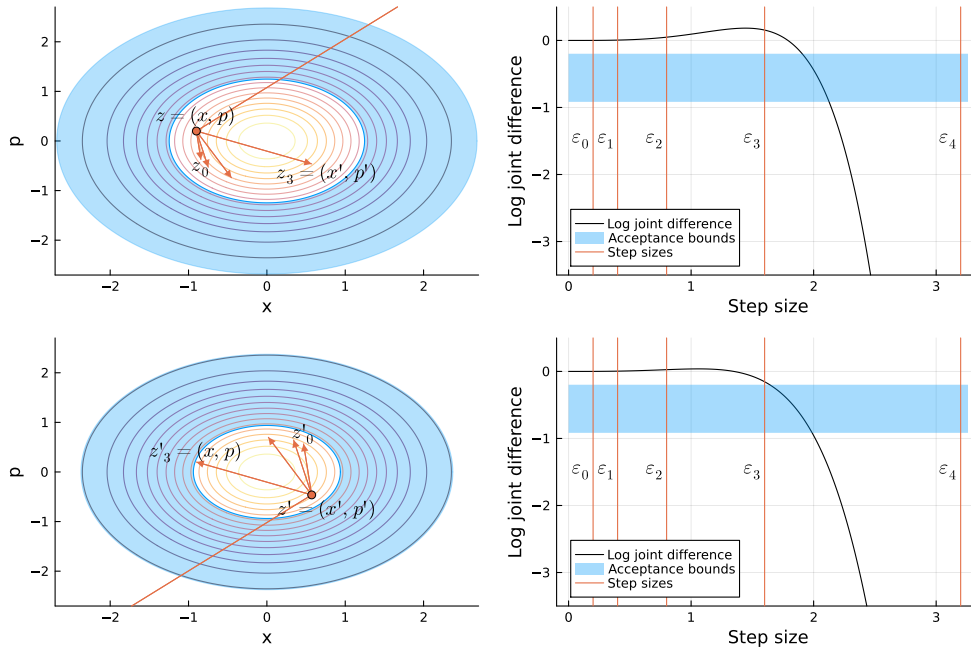 2
1
0
−1
−2
p
−2
−1
0
1
2
x
z = (x, p)
z₀
z₃ = (x', p')
0
−1
−2
−3
Log joint difference
ε₀
ε₁
ε₂
ε₃
ε₄
Log joint difference
Acceptance bounds
Step sizes
0
1
2
3
Step size
2
1
0
−1
−2
p
−2
−1
0
1
2
x
z'₀
z'₃ = (x, p)
z' = (x', p')
0
−1
−2
−3
Log joint difference
ε₀
ε₁
ε₂
ε₃
ε₄
Log joint difference
Acceptance bounds
Step sizes
0
1
2
3
Step size